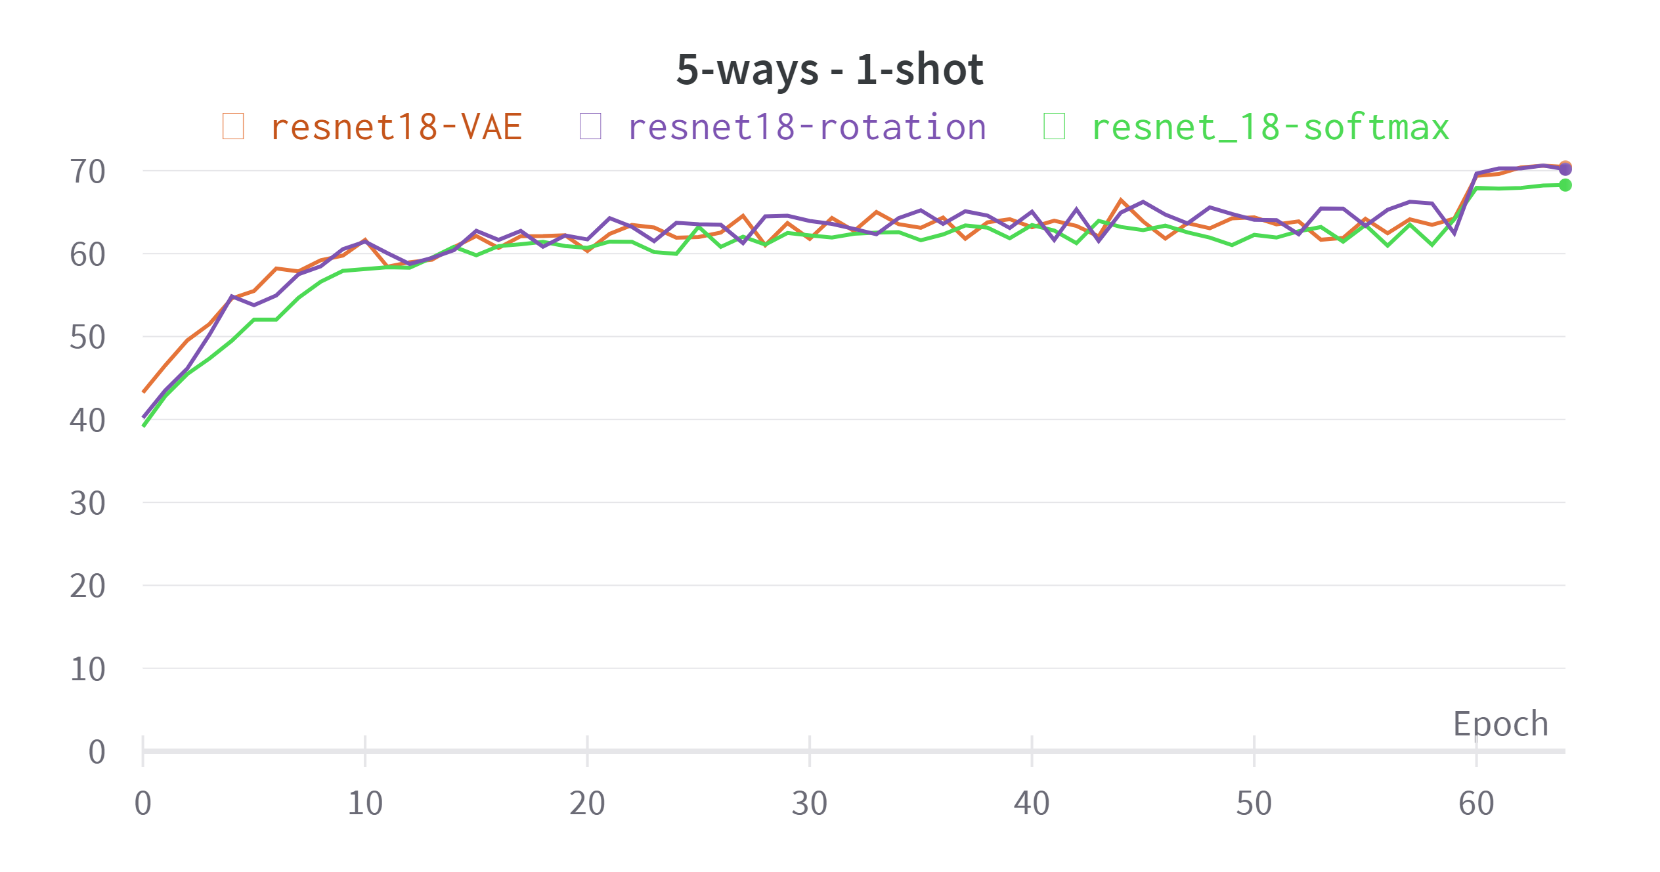 5-ways - 1-shot
resnet18-VAE resnet18-rotation resnet_18-softmax
70
60
50
40
30
20
10
0
Epoch
0 10 20 30 40 50 60